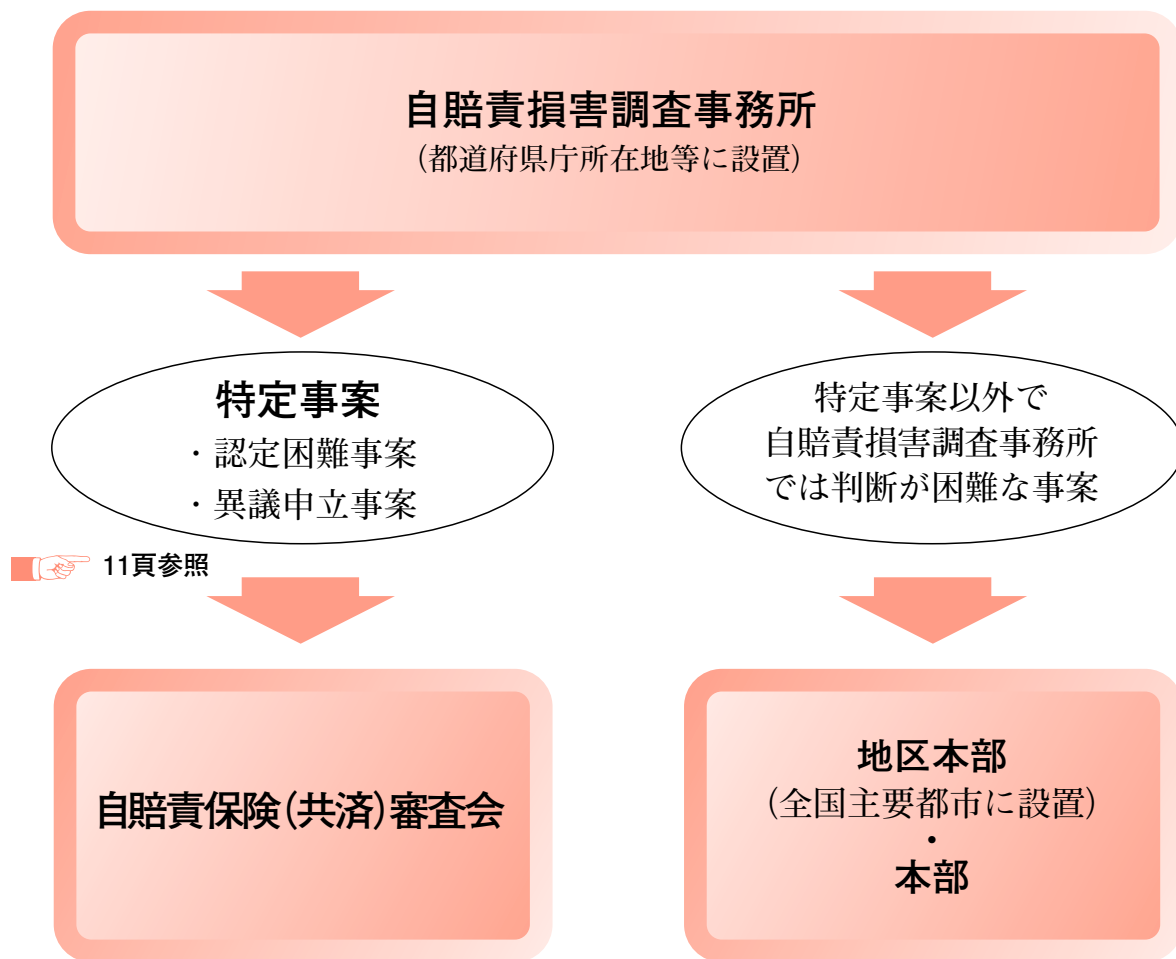 自賠責損害調査事務所
（都道府県庁所在地等に設置）
特定事案
・認定困難事案
・異議申立事案
11頁参照
特定事案以外で
自賠責損害調査事務所
では判断が困難な事案
自賠責保険（共済）審査会
地区本部
（全国主要都市に設置）
・
本部